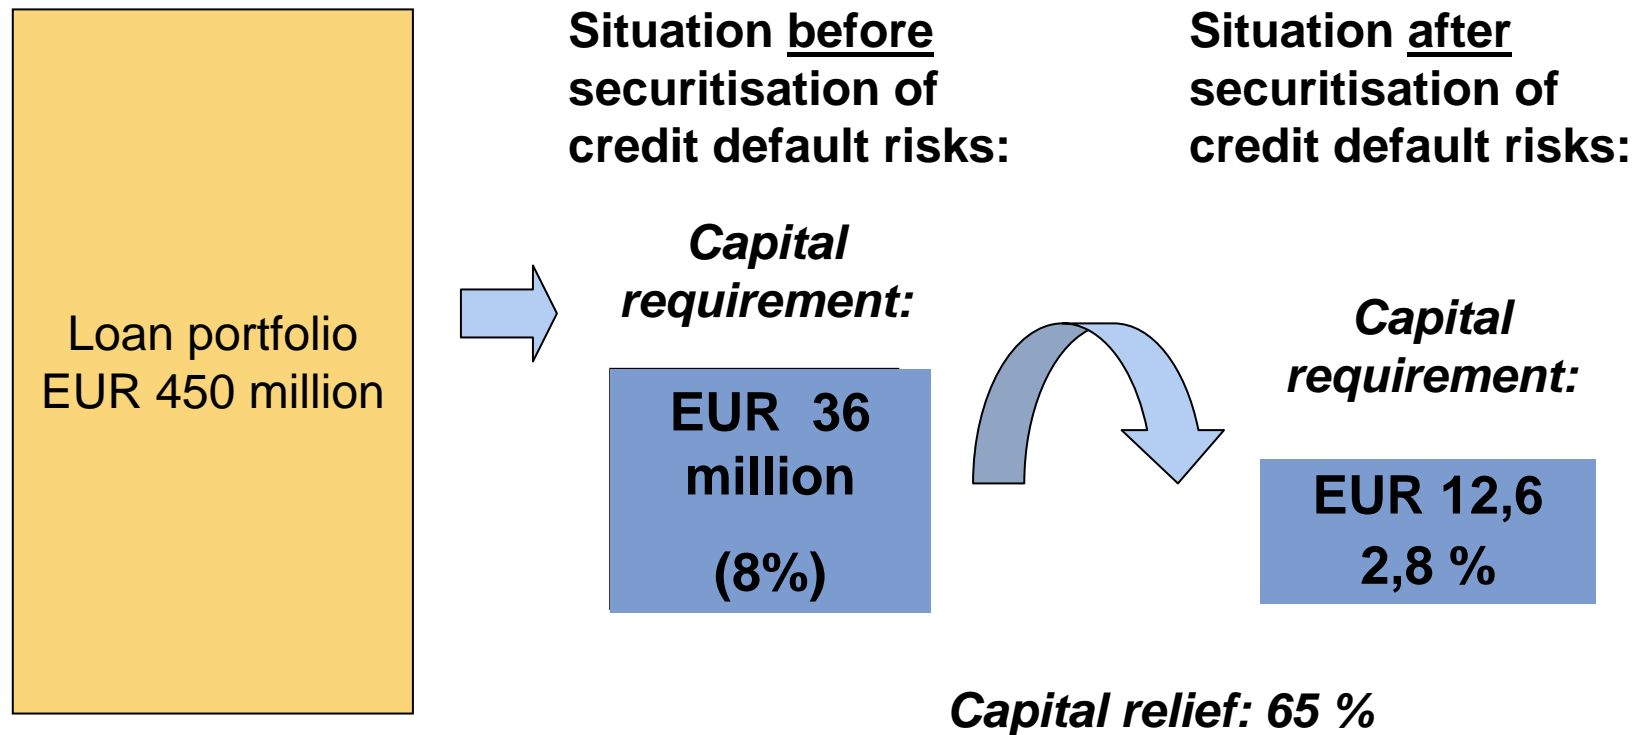 Loan portfolio
EUR 450 million
Situation before
securitisation of
credit default risks:
Capital
requirement:
EUR  36
million
(8%)
Situation after
securitisation of
credit default risks:
Capital
requirement:
EUR 12,6
2,8 %
Capital relief: 65 %